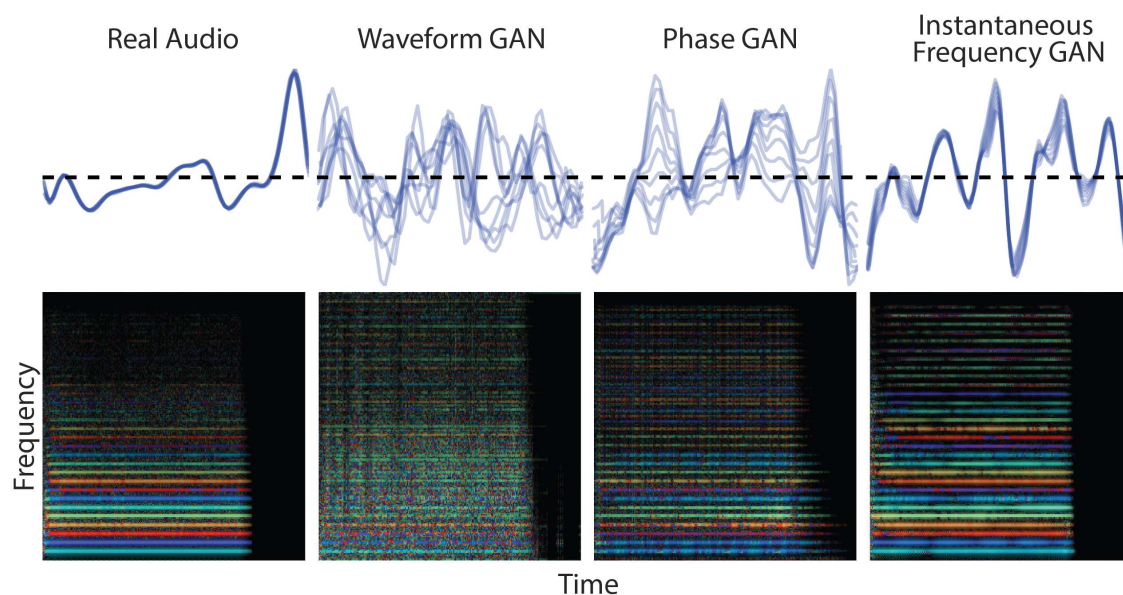 Real Audio
Waveform GAN
Phase GAN
Instantaneous
Frequency GAN
Frequency
Time